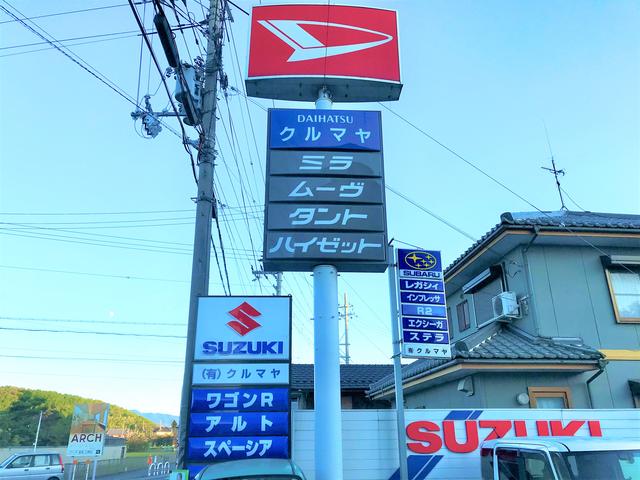 DAIHATSU
クルマヤ
ミラ
ムーヴ
タント
ハイゼット
SUBARU
レガシィ
インプレッサ
R2
エクシーガ
ステラ
㈲クルマヤ
SUZUKI
(有)クルマヤ
ワゴンR
アルト
スペーシア
SUZUKI
ARCH